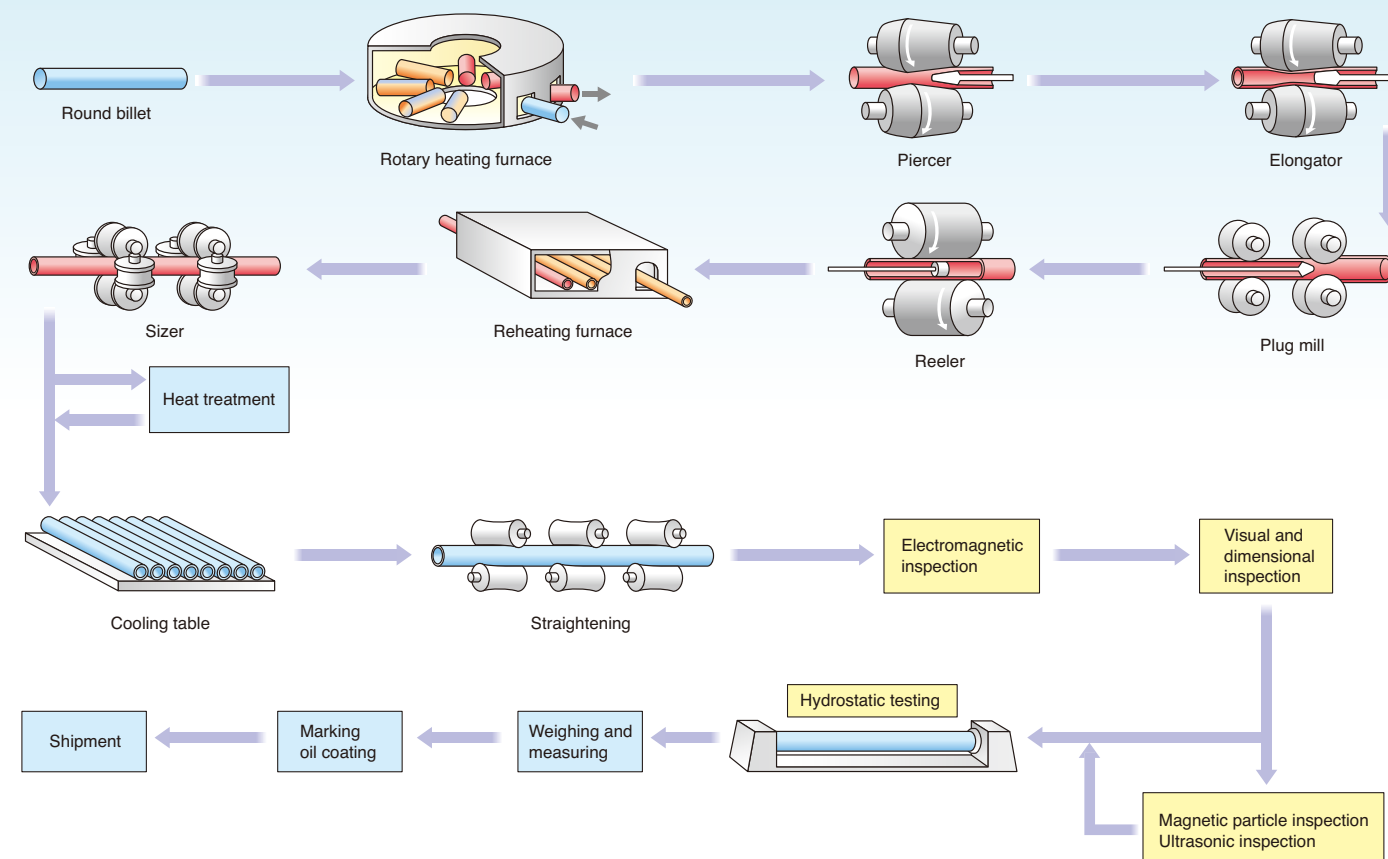 Round billet
Rotary heating furnace
Piercer
Elongator
Sizer
Reheating furnace
Reeler
Plug mill
Heat treatment
Cooling table
Straightening
Electromagnetic
inspection
Visual and
dimensional
inspection
Shipment
Marking
oil coating
Weighing and
measuring
Hydrostatic testing
Magnetic particle inspection
Ultrasonic inspection